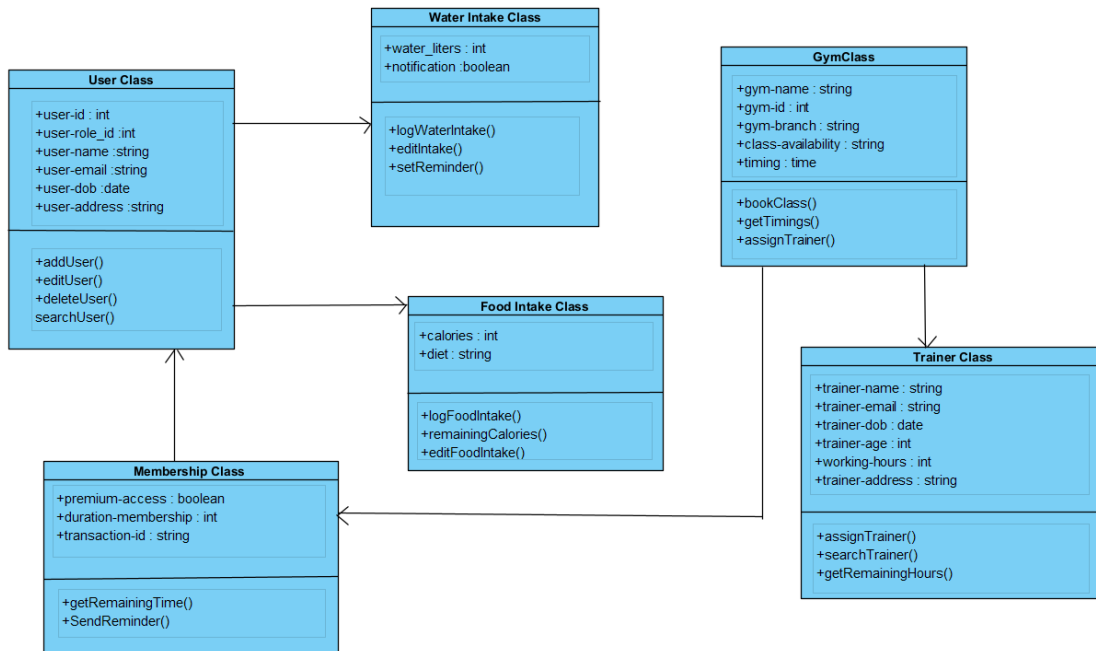 User Class
+user-id : int
+user-role_id :int
+user-name :string
+user-email :string
+user-dob :date
+user-address :string
+addUser()
+editUser()
+deleteUser()
searchUser()
Water Intake Class
+water_liters : int
+notification :boolean
+logWaterIntake()
+editIntake()
+setReminder()
GymClass
+gym-name : string
+gym-id : int
+gym-branch : string
+class-availability : string
+timing : time
+bookClass()
+getTimings()
+assignTrainer()
Food Intake Class
+calories : int
+diet : string
+logFoodIntake()
+remainingCalories()
+editFoodIntake()
Trainer Class
+trainer-name : string
+trainer-email : string
+trainer-dob : date
+trainer-age : int
+working-hours : int
+trainer-address : string
+assignTrainer()
+searchTrainer()
+getRemainingHours()
Membership Class
+premium-access : boolean
+duration-membership : int
+transaction-id : string
+getRemainingTime()
+SendReminder()